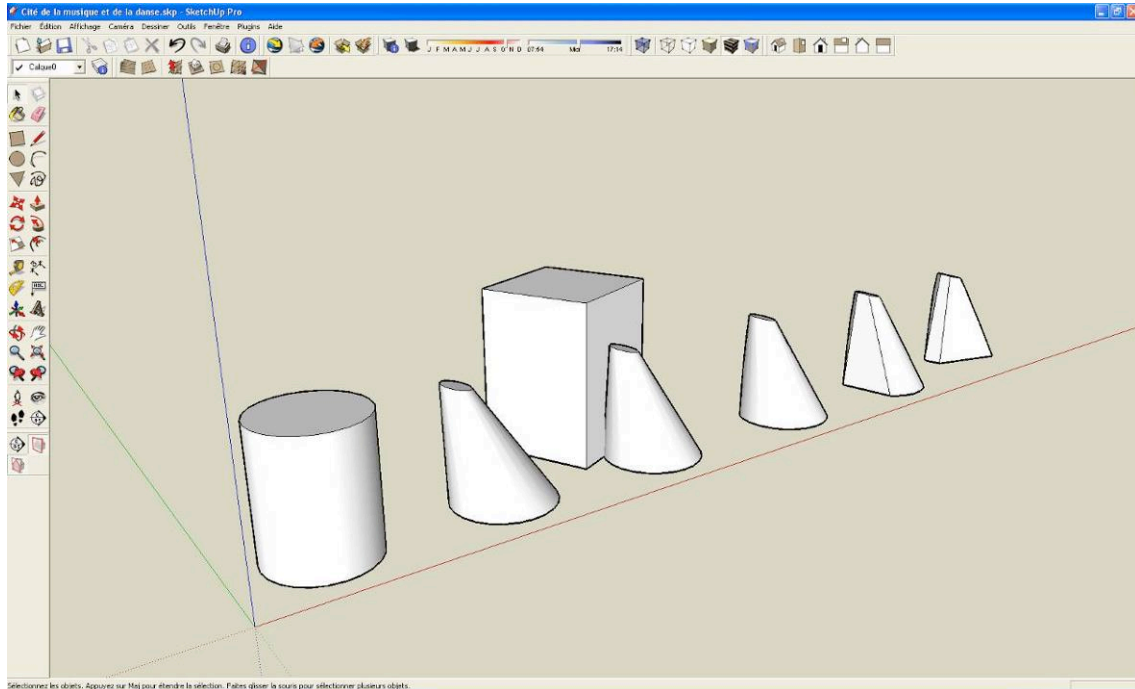 Cité de la musique et de la danse.skp - SketchUp Pro
Fichier Édition Affichage Caméra Dessiner Outils Fenêtre Plugins Aide
J F M A M J J A S O N D 07:54 Midi 17:14
Calque0
Sélectionnez les objets. Appuyez sur Maj pour étendre la sélection. Faites glisser la souris pour sélectionner plusieurs objets.